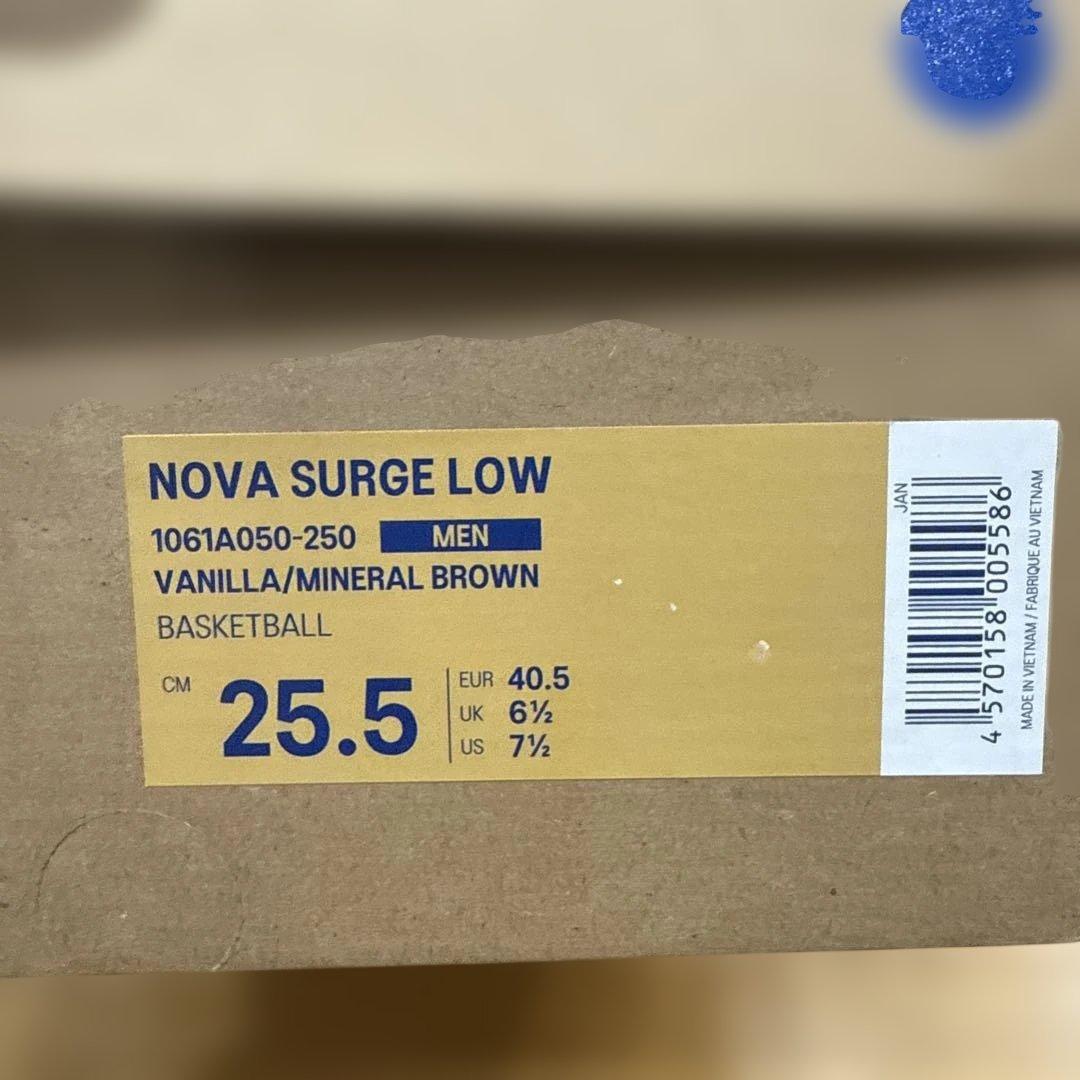 NOVA SURGE LOW
1061A050-250 MEN
VANILLA/MINERAL BROWN
BASKETBALL
CM 25.5
EUR 40.5
UK 6½
US 7½
JAN
4 570158 005586
MADE IN VIETNAM / FABRIQUE AU VIETNAM